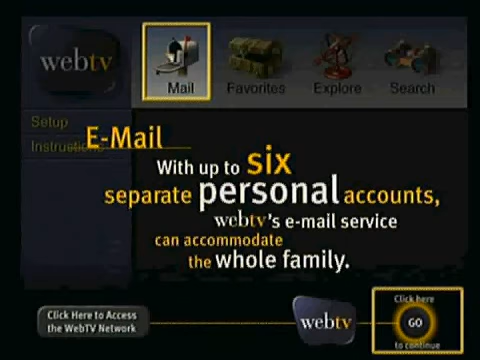 webtv
Mail
Favorites
Explore
Search
Setup
Instructions
E-Mail
With up to six
separate personal accounts,
webtv's e-mail service
can accommodate
the whole family.
Click Here to Access
the WebTV Network
webtv
Click here
GO
to continue